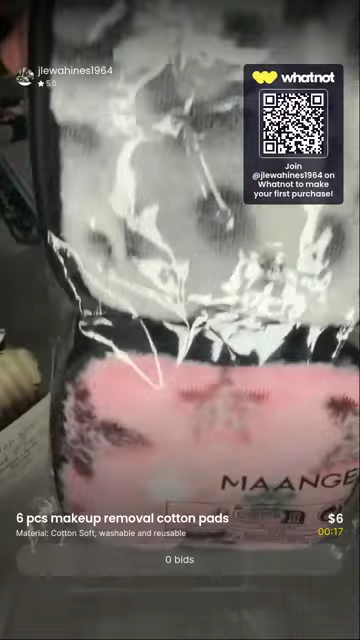 jlewahines1964
★ 5.0
whatnot
Join
@jlewahines1964 on
Whatnot to make
your first purchase!
MAANGE
6 pcs makeup removal cotton pads
$6
Material: Cotton Soft, washable and reusable
00:17
0 bids